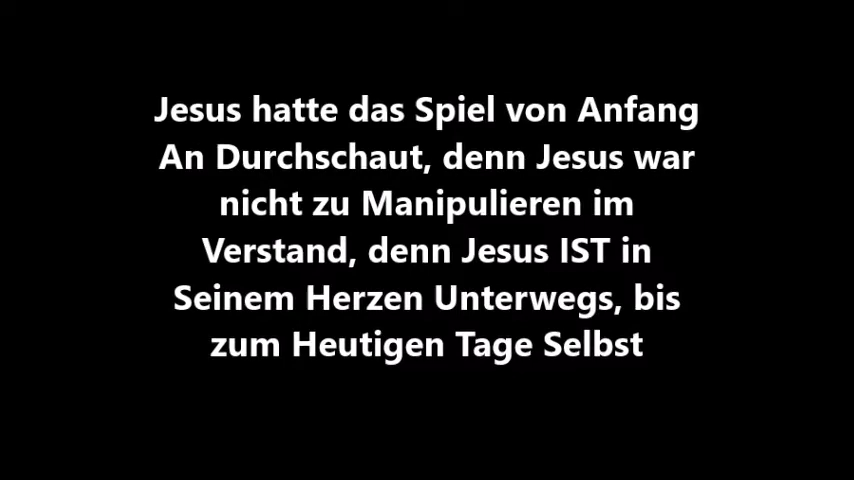 Jesus hatte das Spiel von Anfang
An Durchschaut, denn Jesus war
nicht zu Manipulieren im
Verstand, denn Jesus IST in
Seinem Herzen Unterwegs, bis
zum Heutigen Tage Selbst